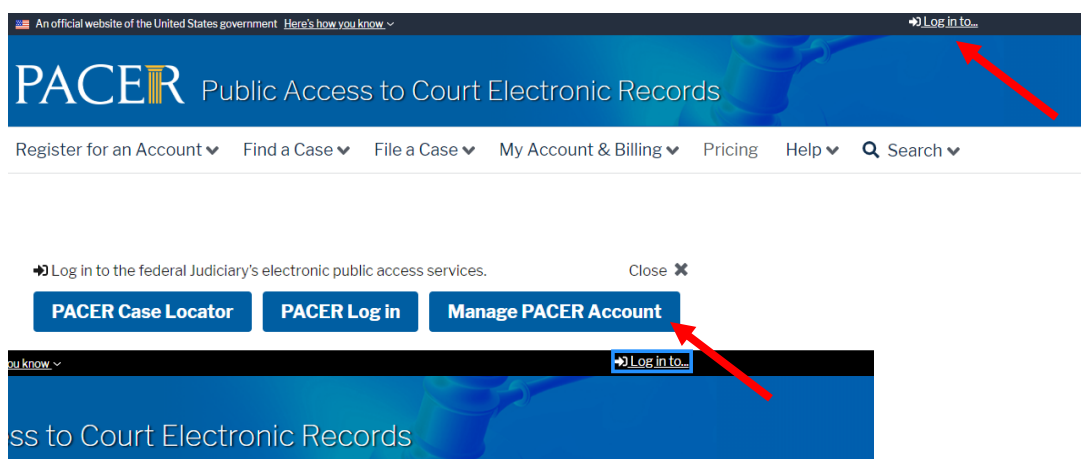 An official website of the United States government Here's how you know
Log in to...
PACER Public Access to Court Electronic Records
Register for an Account Find a Case File a Case My Account & Billing Pricing Help Search
Log in to the federal Judiciary's electronic public access services. Close
PACER Case Locator PACER Log in Manage PACER Account
ou know Log in to...
ss to Court Electronic Records